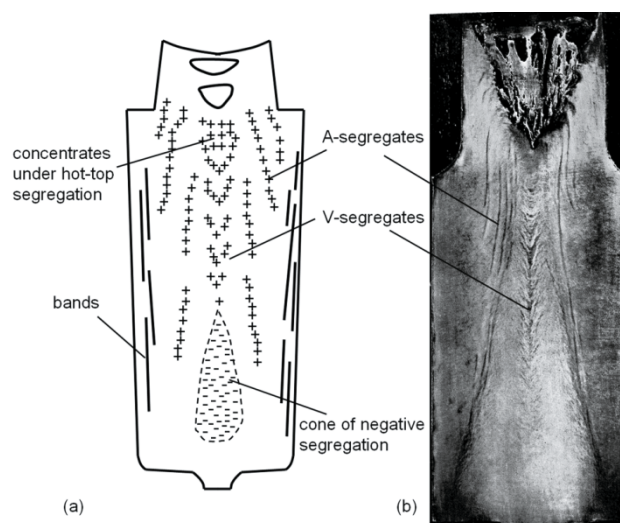 A-segregates
concentrates
under hot-top
segregation
V-segregates
bands
cone of negative
segregation
(a)
(b)